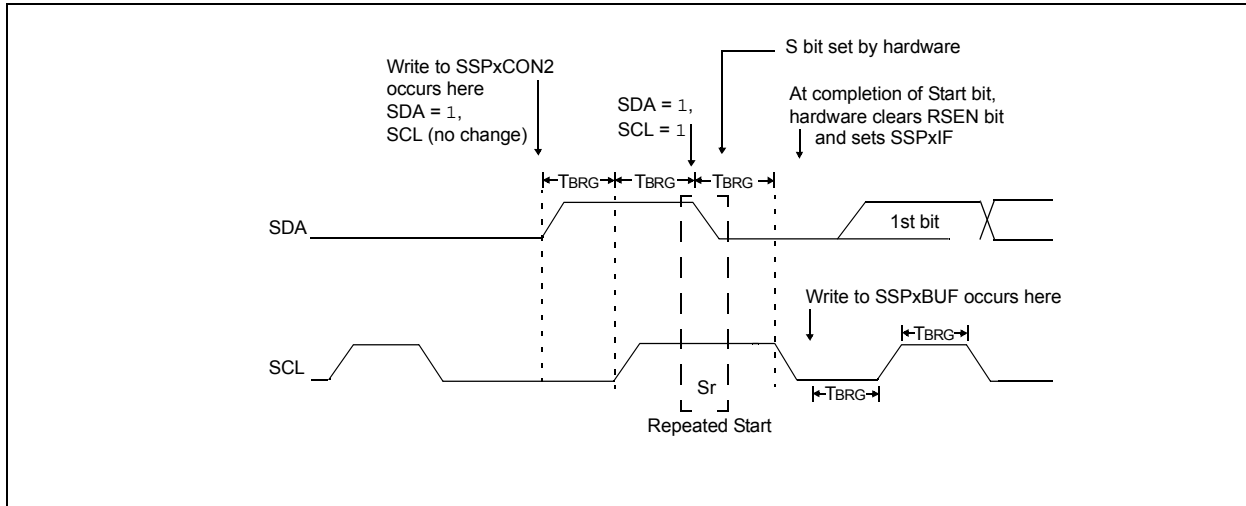 S bit set by hardware
Write to SSPxCON2
occurs here
SDA = 1,
SCL (no change)
SDA = 1,
SCL = 1
At completion of Start bit,
hardware clears RSEN bit
and sets SSPxIF
TBRG TBRG TBRG
SDA
1st bit
Write to SSPxBUF occurs here
TBRG
SCL
Sr
TBRG
Repeated Start